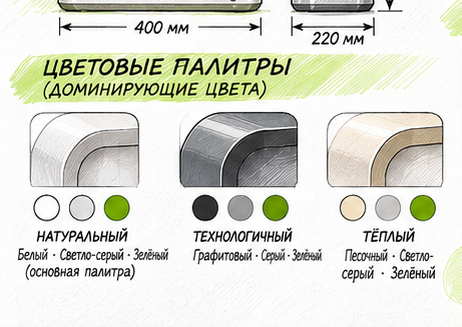 400 мм
220 мм
ЦВЕТОВЫЕ ПАЛИТРЫ
(ДОМИНИРУЮЩИЕ ЦВЕТА)
НАТУРАЛЬНЫЙ
Белый · Светло-серый · Зелёный
(основная палитра)
ТЕХНОЛОГИЧНЫЙ
Графитовый · Серый · Зелёный
ТЁПЛЫЙ
Песочный · Светло-
серый · Зелёный